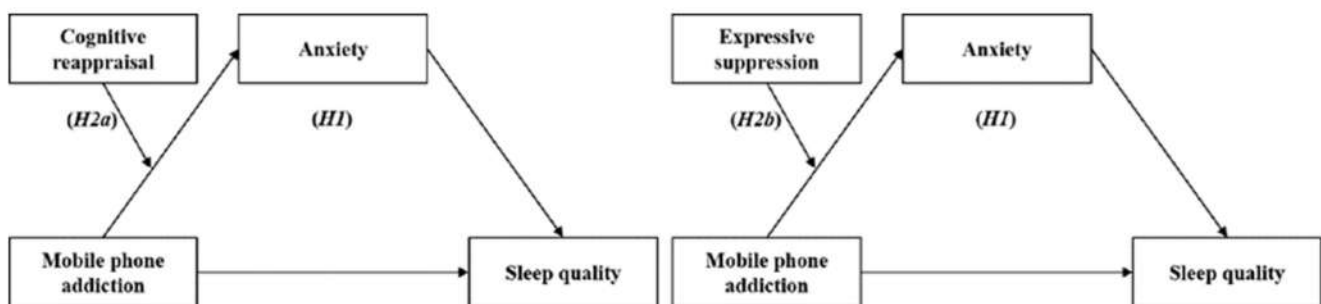 Cognitive
reappraisal
Anxiety
(H2a)
(H1)
Mobile phone
addiction
Sleep quality
Expressive
suppression
Anxiety
(H2b)
(H1)
Mobile phone
addiction
Sleep quality